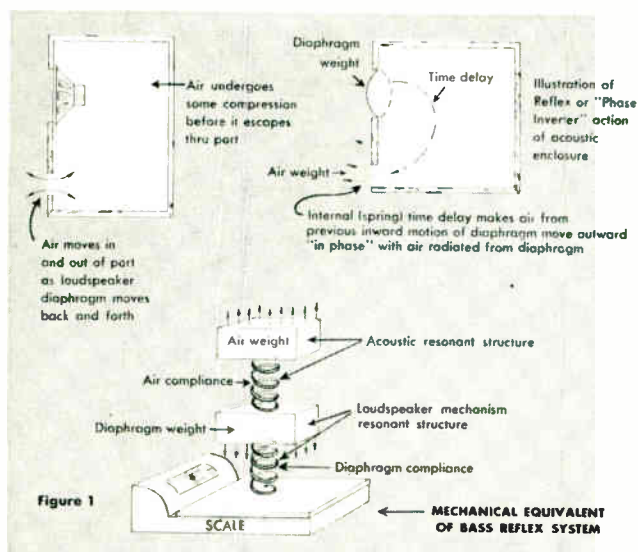 Air undergoes
some compression
before it escapes
thru port
Air moves in
and out of port
as loudspeaker
diaphragm moves
back and forth
Diaphragm
weight
Time delay
Air weight
Illustration of
Reflex or "Phase
Inverter" action
of acoustic
enclosure
Internal (spring) time delay makes air from
previous inward motion of diaphragm move outward
"in phase" with air radiated from diaphragm
Air weight
Acoustic resonant structure
Air compliance
Diaphragm weight
Loudspeaker mechanism
resonant structure
Diaphragm compliance
Figure 1
SCALE
MECHANICAL EQUIVALENT
OF BASS REFLEX SYSTEM